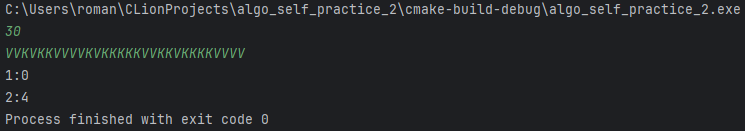 C:\Users\roman\CLionProjects\algo_self_practice_2\cmake-build-debug\algo_self_practice_2.exe
30
VVKVKKVVVVKVKKKKKVVKKVKKKKVVVV
1:0
2:4
Process finished with exit code 0